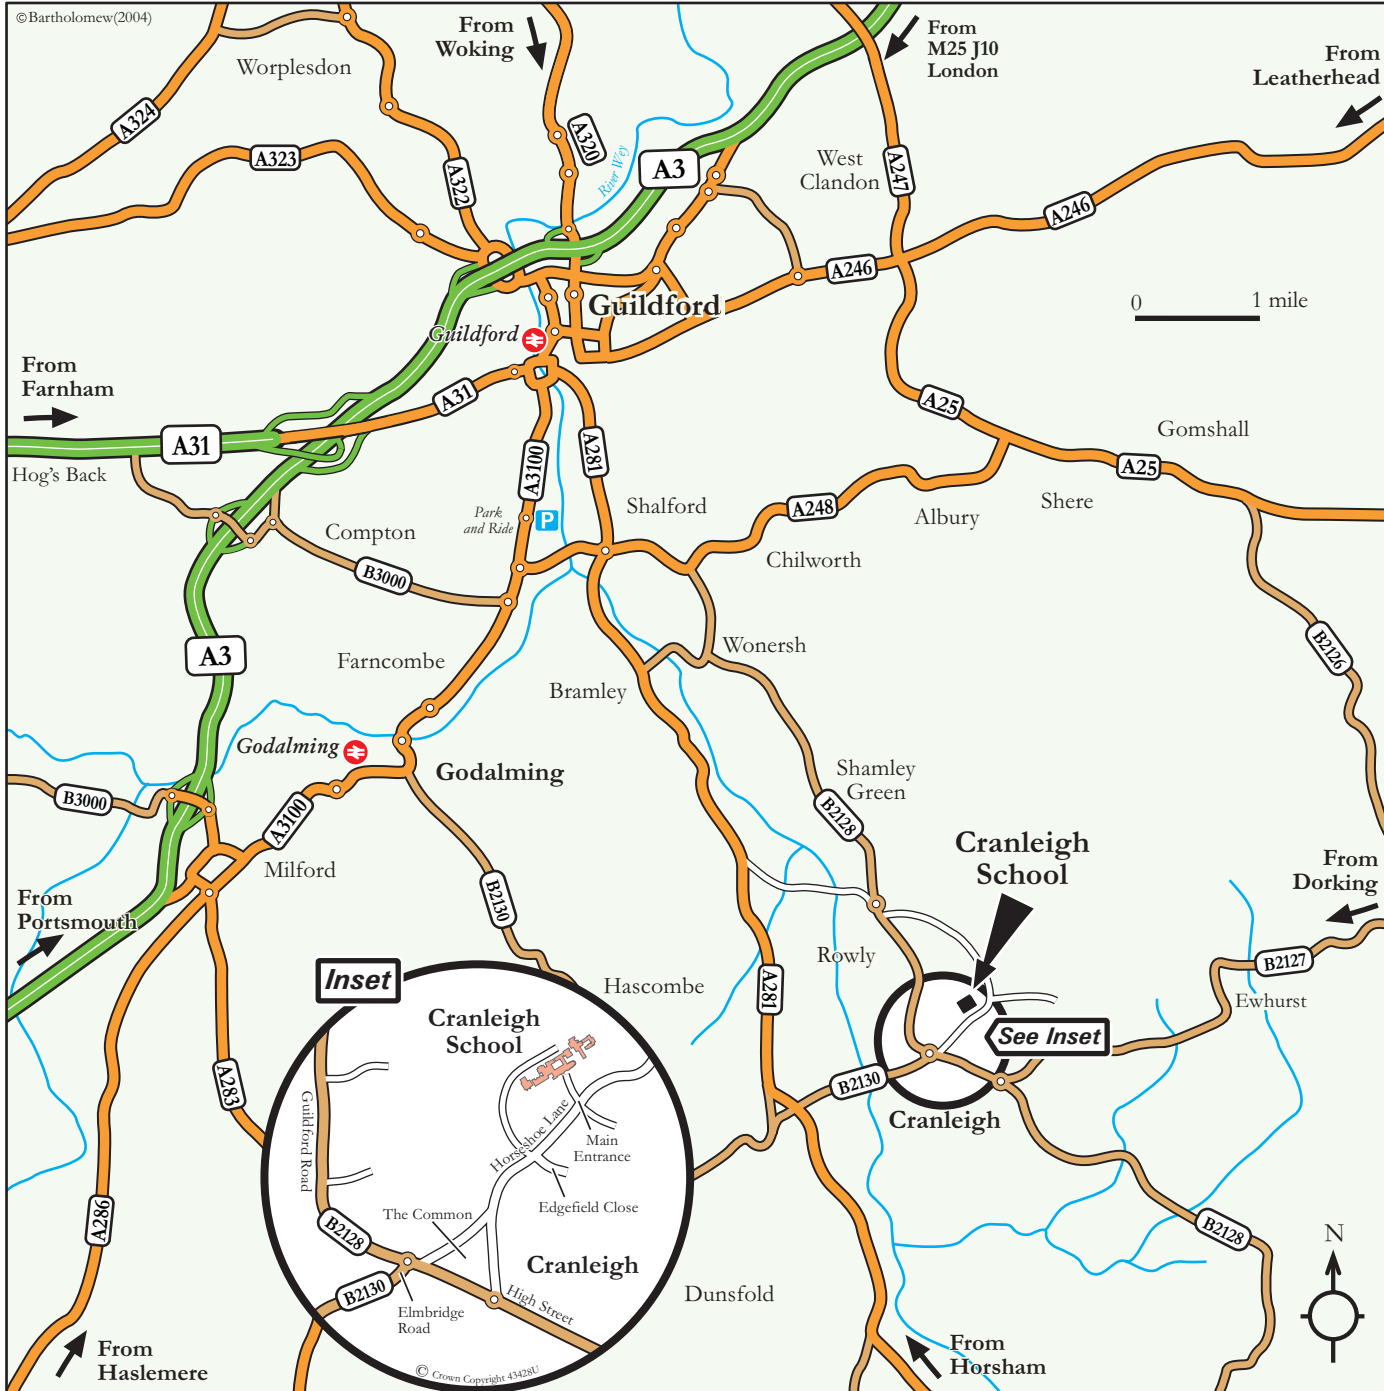 ©Bartholomew(2004)
From
Woking
From
M25 J10
London
From
Leatherhead
Worplesdon
A324
A323
A322
A320
River Wey
A3
West
Clandon
A247
A246
A246
Guildford
Guildford
0 1 mile
From
Farnham
A31
A31
Hog's Back
A3100
A281
A25
Gomshall
A25
Shere
Albury
A248
Chilworth
Shalford
Park
and Ride
P
Compton
B3000
A3
Farncombe
Wonersh
Bramley
B2126
Godalming
Godalming
B3000
A3100
Milford
Shamley
Green
B2128
Cranleigh
School
From
Dorking
From
Portsmouth
B2130
Rowly
B2127
Ewhurst
Hascombe
A281
See Inset
B2130
Cranleigh
A283
A286
B2128
Dunsfold
N
From
Haslemere
From
Horsham
Inset
Cranleigh
School
Guildford Road
Horseshoe Lane
Main
Entrance
Edgefield Close
The Common
B2128
B2130
Cranleigh
Elmbridge
Road
High Street
© Crown Copyright 43428U